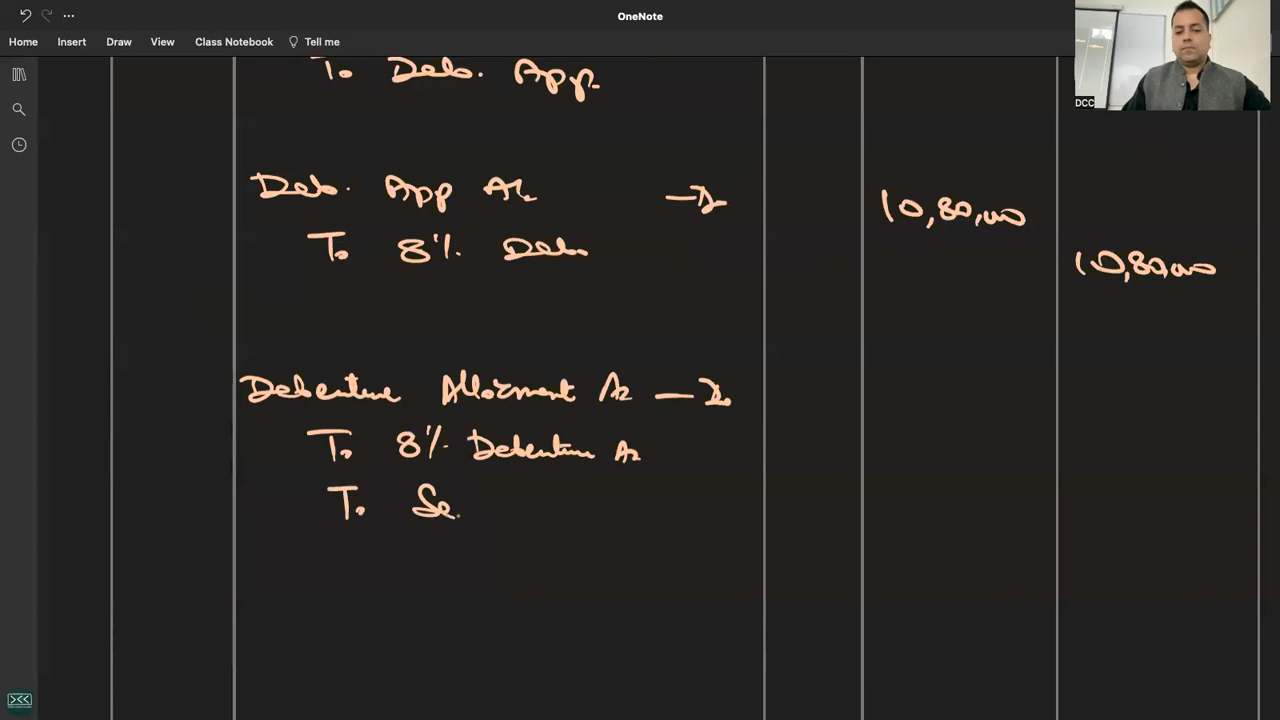 OneNote
Home Insert Draw View Class Notebook Tell me
DCC
To Deb. App.
Deb. App A/c — Dr 10,80,000
To 8% Deb 10,80,000
Debenture Allotment A/c — Dr
To 8% Debenture A/c
To Se